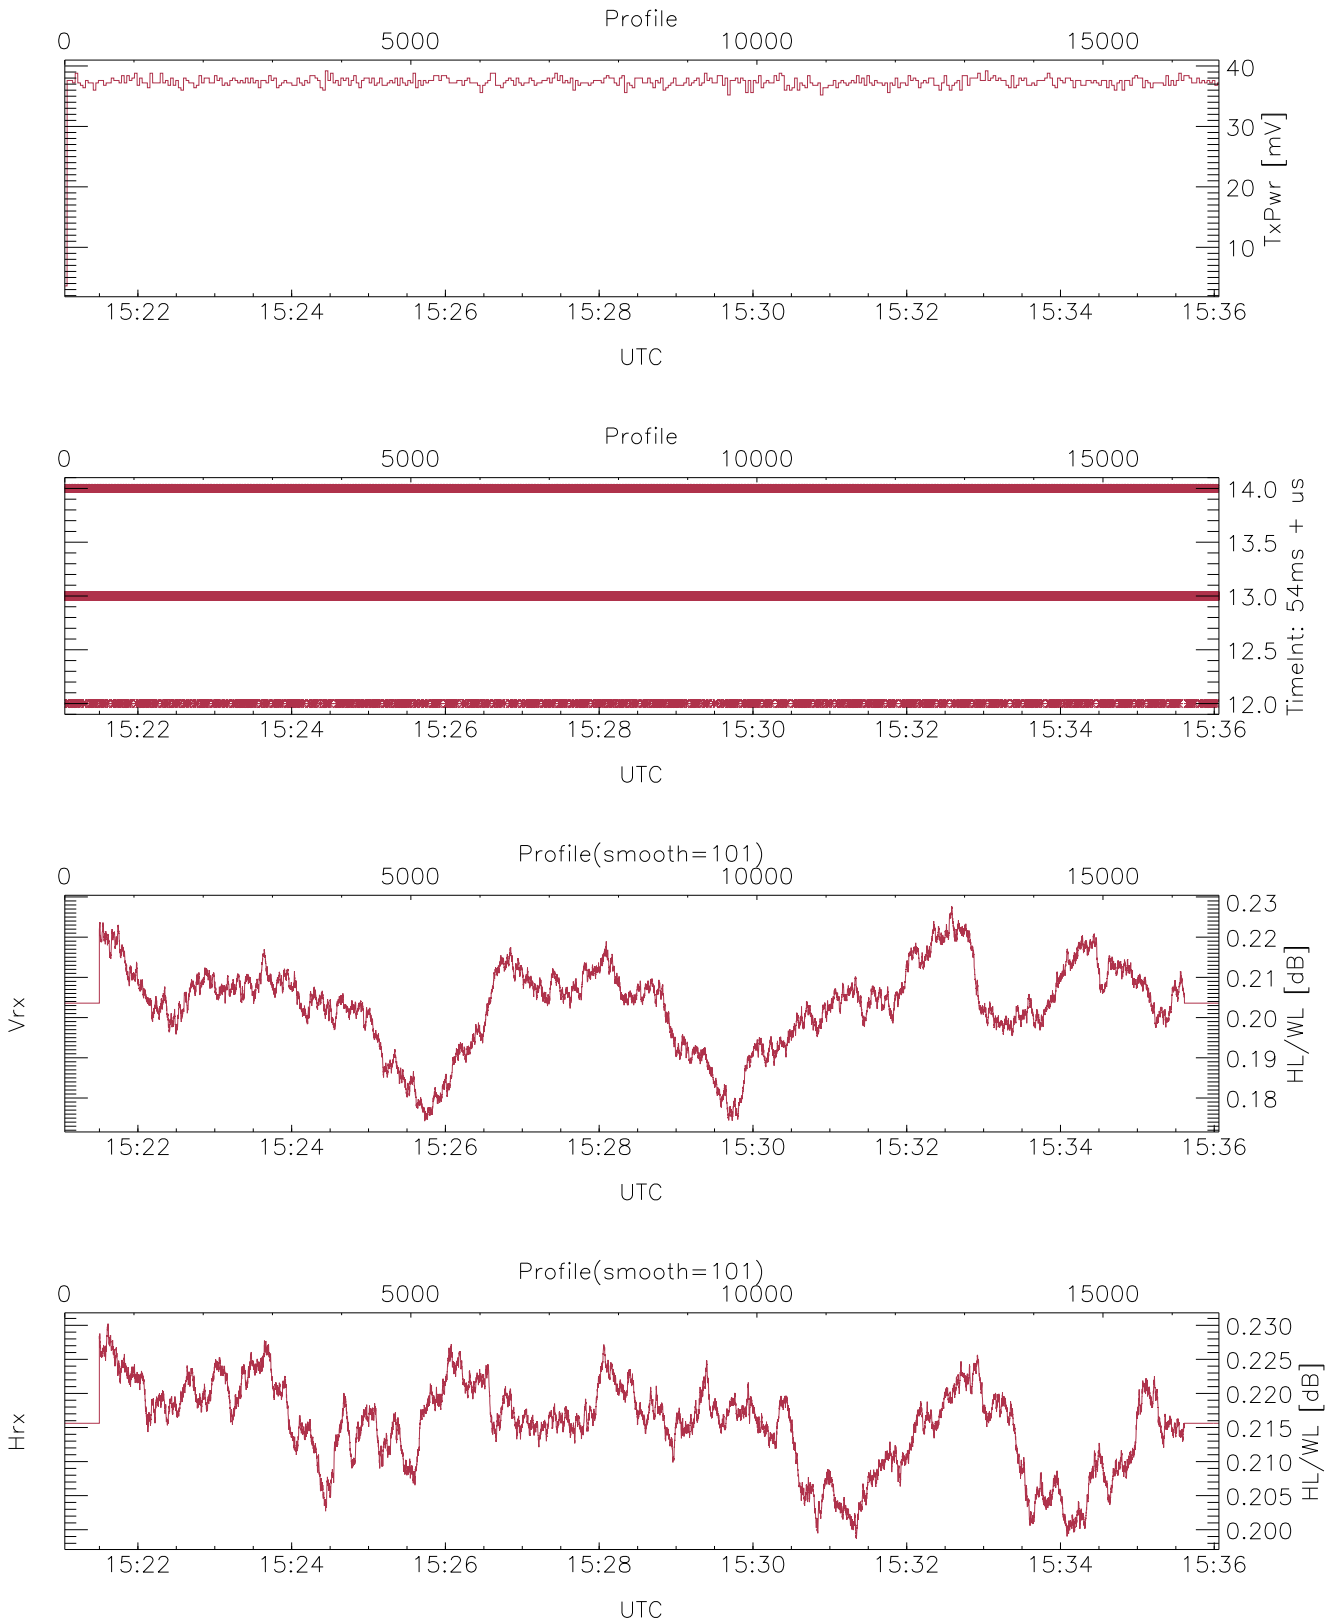 Profile
0 5000 10000 15000
40
30
20
10
TxPwr [mV]
15:22 15:24 15:26 15:28 15:30 15:32 15:34 15:36
UTC
Profile
0 5000 10000 15000
14.0
13.5
13.0
12.5
12.0
TimeInt: 54ms + us
15:22 15:24 15:26 15:28 15:30 15:32 15:34 15:36
UTC
Profile(smooth=101)
0 5000 10000 15000
Vrx
0.23
0.22
0.21
0.20
0.19
0.18
HL/WL [dB]
15:22 15:24 15:26 15:28 15:30 15:32 15:34 15:36
UTC
Profile(smooth=101)
0 5000 10000 15000
Hrx
0.230
0.225
0.220
0.215
0.210
0.205
0.200
HL/WL [dB]
15:22 15:24 15:26 15:28 15:30 15:32 15:34 15:36
UTC